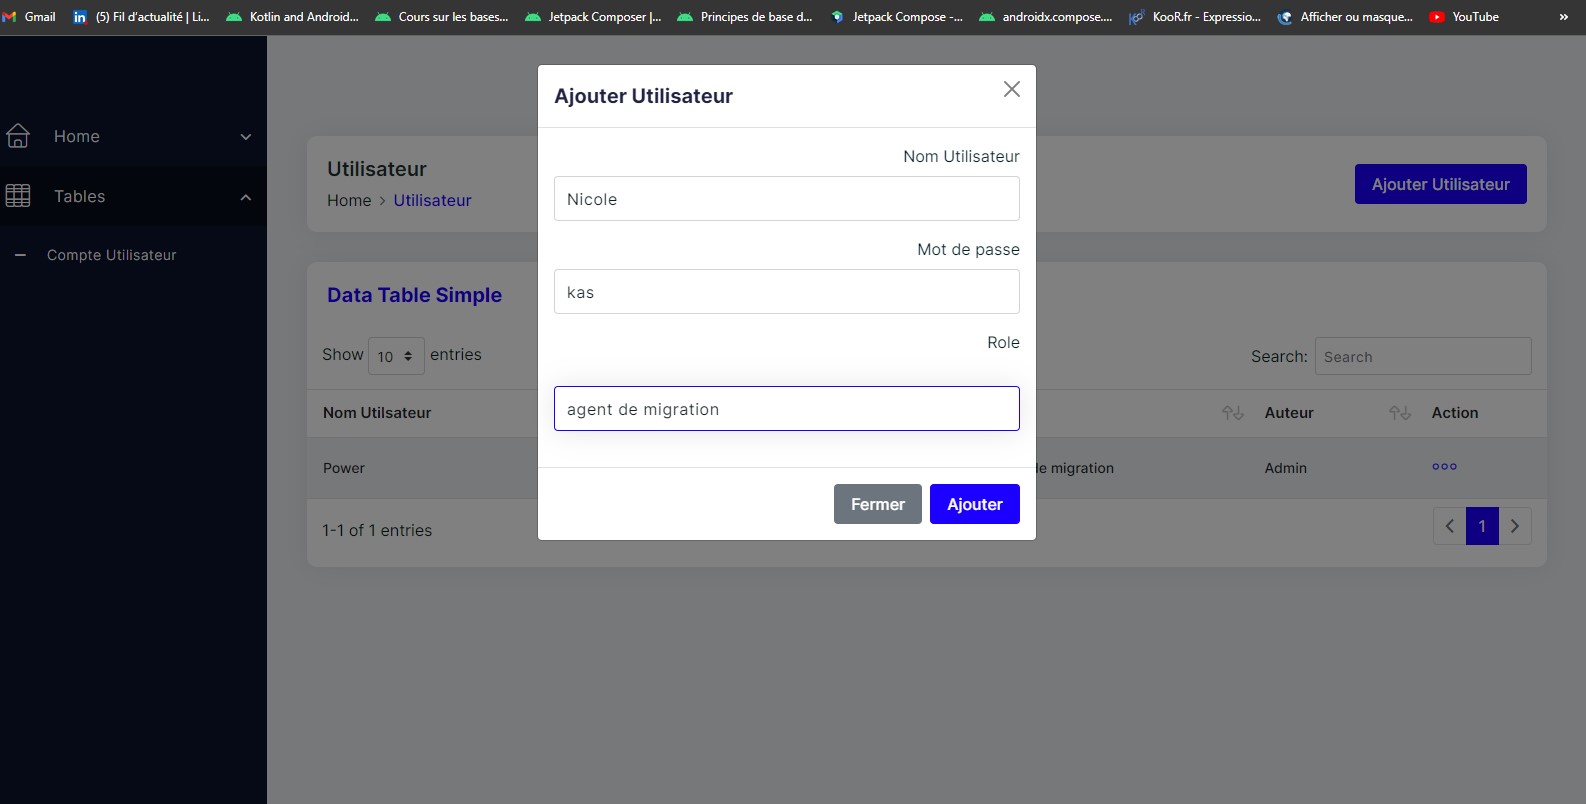 Gmail (5) Fil d'actualité | Li... Kotlin and Android... Cours sur les bases... Jetpack Composer |... Principes de base d... Jetpack Compose -... androidx.compose.... KooR.fr - Expressio... Afficher ou masque... YouTube »
Home
Tables
Compte Utilisateur
Utilisateur
Home > Utilisateur
Ajouter Utilisateur
Ajouter Utilisateur
Nom Utilisateur
Nicole
Mot de passe
kas
Role
agent de migration
Fermer Ajouter
Data Table Simple
Show 10 entries
Search: Search
Nom Utilsateur Auteur Action
Power e migration Admin
1-1 of 1 entries
1